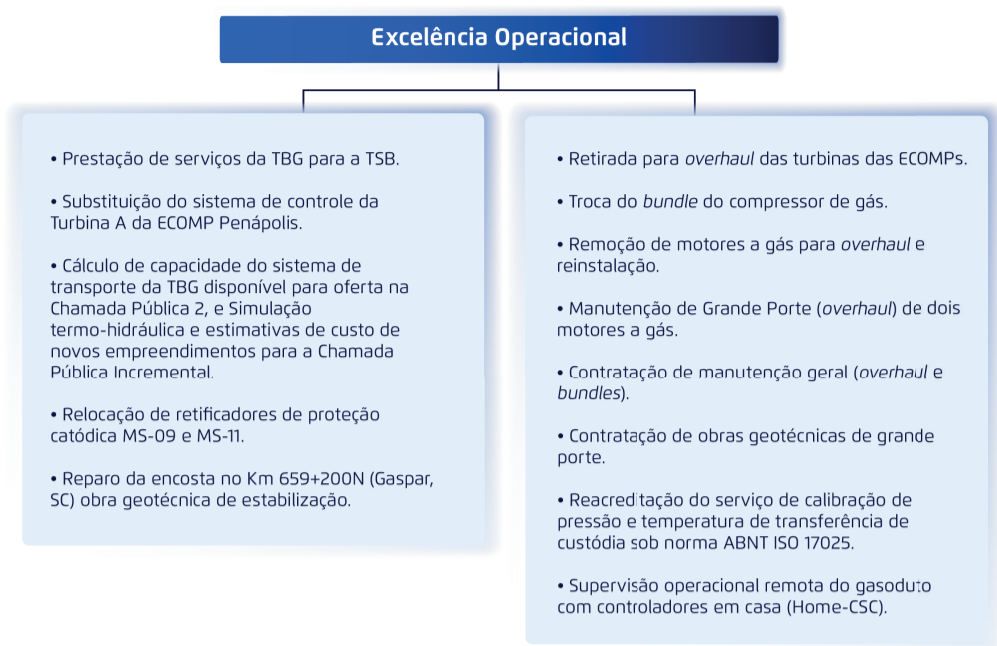 Excelência Operacional
• Prestação de serviços da TBG para a TSB.
• Substituição do sistema de controle da
Turbina A da ECOMP Penápolis.
• Cálculo de capacidade do sistema de
transporte da TBG disponível para oferta na
Chamada Pública 2, e Simulação
termo-hidráulica e estimativas de custo de
novos empreendimentos para a Chamada
Pública Incremental.
• Relocação de retificadores de proteção
catódica MS-09 e MS-11.
• Reparo da encosta no Km 659+200N (Gaspar,
SC) obra geotécnica de estabilização.
• Retirada para overhaul das turbinas das ECOMPs.
• Troca do bundle do compressor de gás.
• Remoção de motores a gás para overhaul e
reinstalação.
• Manutenção de Grande Porte (overhaul) de dois
motores a gás.
• Contratação de manutenção geral (overhaul e
bundles).
• Contratação de obras geotécnicas de grande
porte.
• Reacreditação do serviço de calibração de
pressão e temperatura de transferência de
custódia sob norma ABNT ISO 17025.
• Supervisão operacional remota do gasoduto
com controladores em casa (Home-CSC).